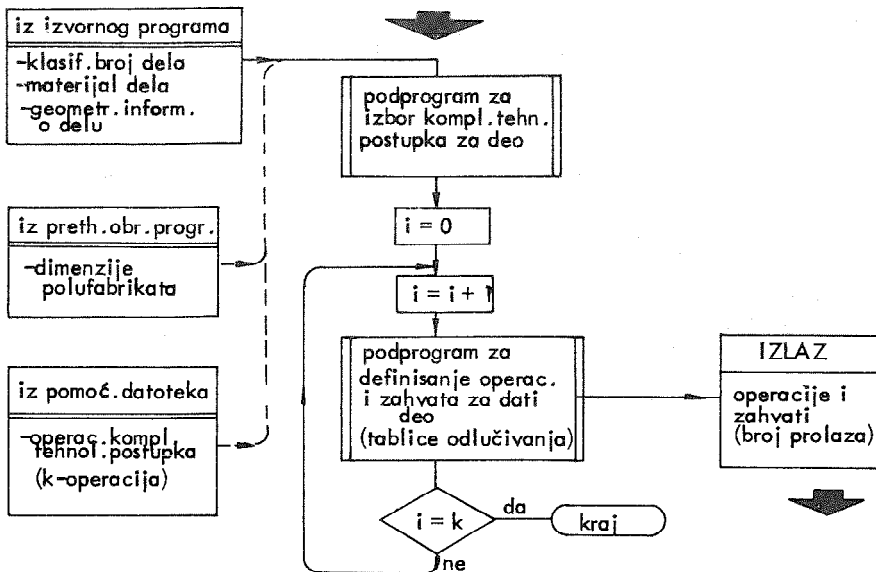 iz izvornog programa
-klasif.broj dela
-materijal dela
-geometr.inform.
o delu
iz preth.obr.progr.
-dimenzije
polufabrikata
iz pomoć.datoteka
-operac.kompl
tehnol.postupka
(k-operacija)
podprogram za
izbor kompl.tehn.
postupka za deo
i = 0
i = i + 1
podprogram za
definisanje operac.
i zahvata za dati
deo
(tablice odlučivanja)
i = k
da
kraj
ne
IZLAZ
operacije i
zahvati
(broj prolaza)